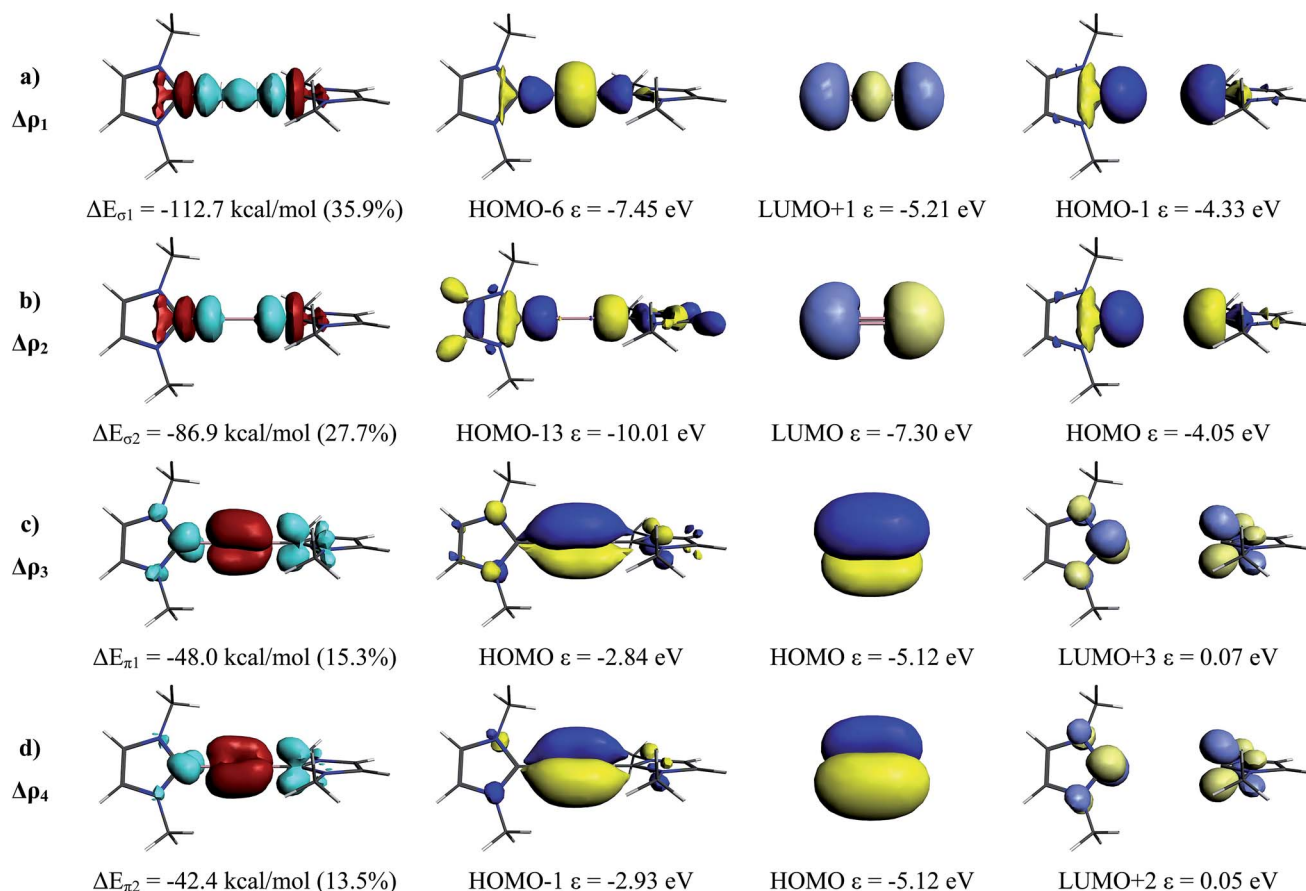 a)
Δρ₁
ΔE_σ1 = -112.7 kcal/mol (35.9%) HOMO-6 ε = -7.45 eV LUMO+1 ε = -5.21 eV HOMO-1 ε = -4.33 eV
b)
Δρ₂
ΔE_σ2 = -86.9 kcal/mol (27.7%) HOMO-13 ε = -10.01 eV LUMO ε = -7.30 eV HOMO ε = -4.05 eV
c)
Δρ₃
ΔE_π1 = -48.0 kcal/mol (15.3%) HOMO ε = -2.84 eV HOMO ε = -5.12 eV LUMO+3 ε = 0.07 eV
d)
Δρ₄
ΔE_π2 = -42.4 kcal/mol (13.5%) HOMO-1 ε = -2.93 eV HOMO ε = -5.12 eV LUMO+2 ε = 0.05 eV